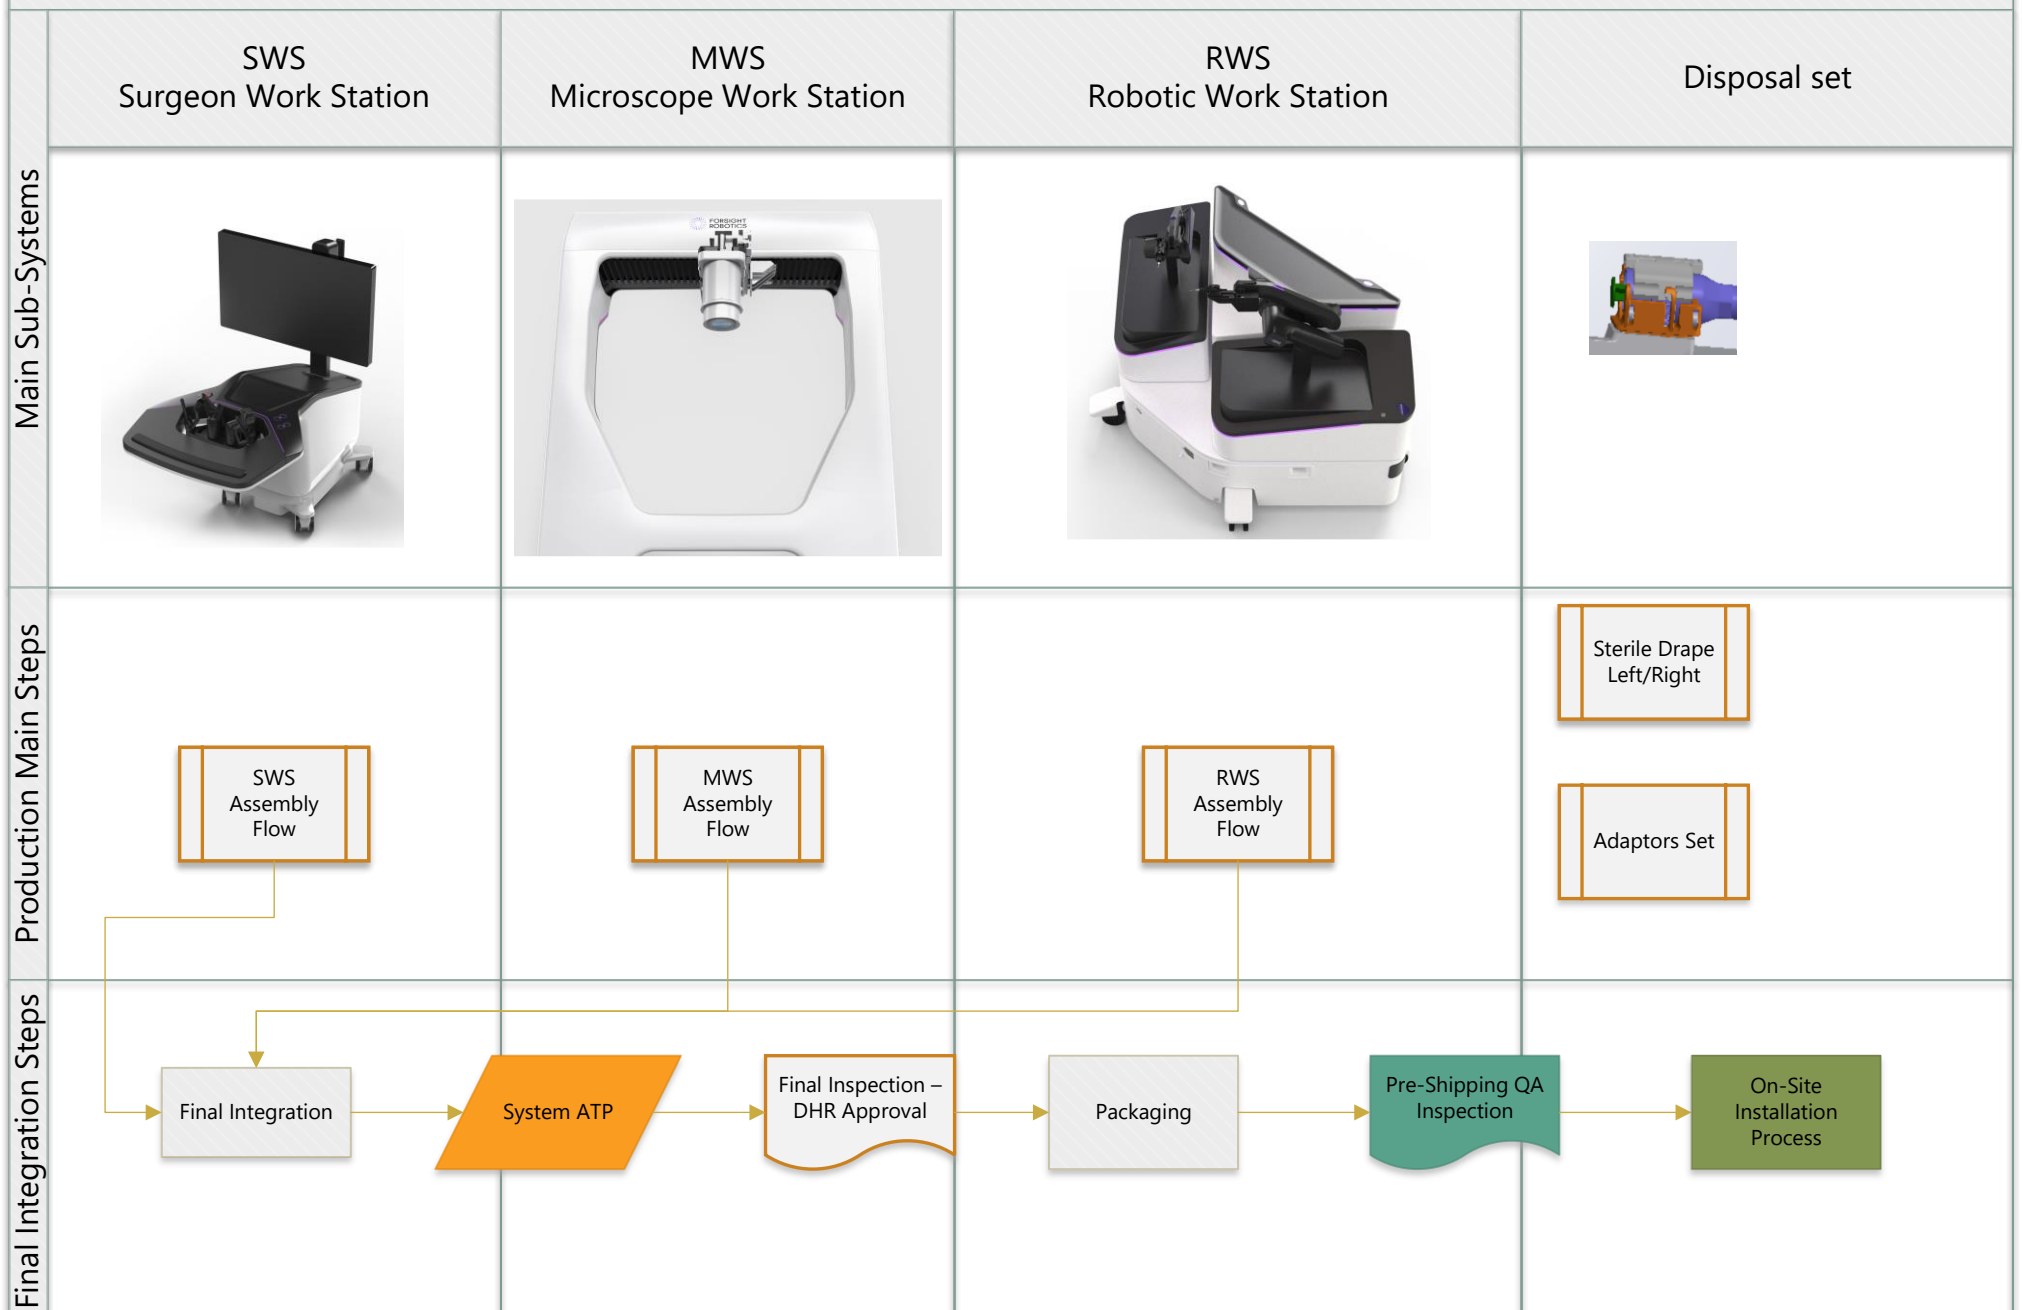 SWS
Surgeon Work Station
MWS
Microscope Work Station
RWS
Robotic Work Station
Disposal set
Main Sub-Systems
FORSIGHT
ROBOTICS
Production Main Steps
Sterile Drape
Left/Right
SWS
Assembly
Flow
MWS
Assembly
Flow
RWS
Assembly
Flow
Adaptors Set
Final Integration Steps
Final Integration
System ATP
Final Inspection –
DHR Approval
Packaging
Pre-Shipping QA
Inspection
On-Site
Installation
Process